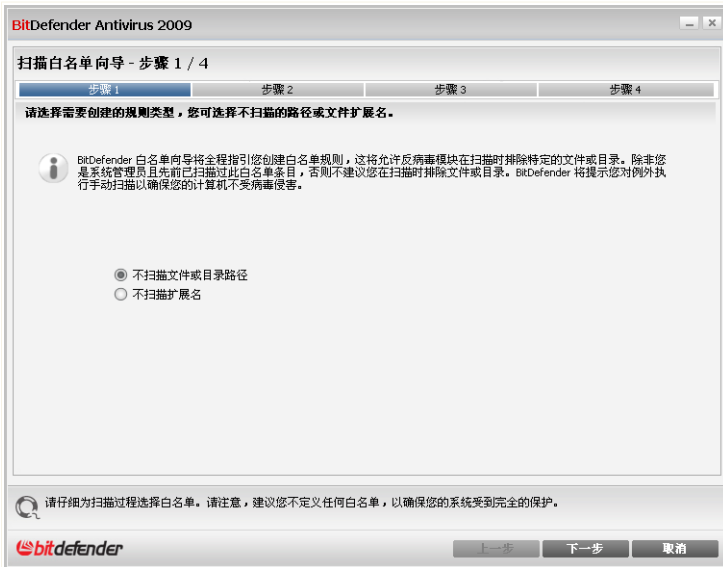 BitDefender Antivirus 2009
扫描白名单向导 - 步骤 1 / 4
步骤 1 步骤 2 步骤 3 步骤 4
请选择需要创建的规则类型，您可选择不扫描的路径或文件扩展名。
BitDefender 白名单向导将全程指引您创建白名单规则，这将允许反病毒模块在扫描时排除特定的文件或目录。除非您
是系统管理员且先前已扫描过此白名单条目，否则不建议您在扫描时排除文件或目录。BitDefender 将提示您对例外执
行手动扫描以确保您的计算机不受病毒侵害。
不扫描文件或目录路径
不扫描扩展名
请仔细为扫描过程选择白名单。请注意，建议您不定义任何白名单，以确保您的系统受到完全的保护。
bitdefender
上一步 下一步 取消